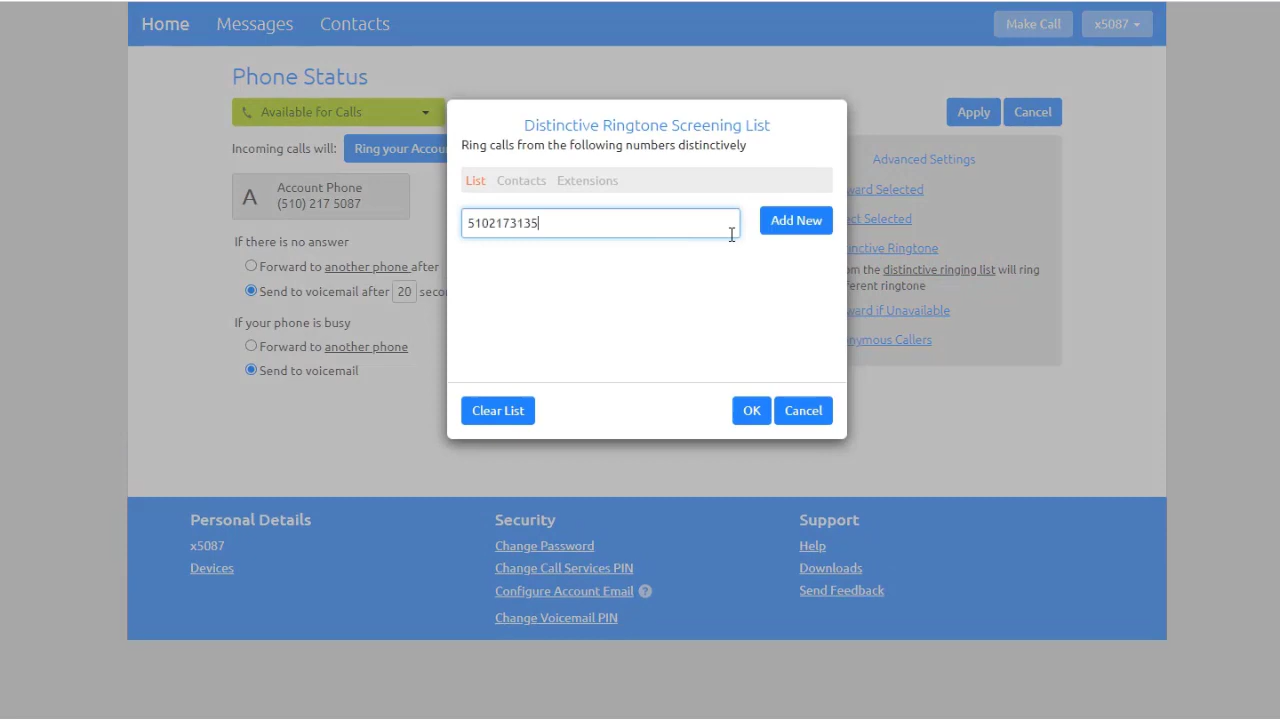 Home Messages Contacts Make Call x5087
Phone Status
Available for Calls
Apply Cancel
Incoming calls will: Ring your Accou
Account Phone
A
(510) 217 5087
If there is no answer
Forward to another phone after
Send to voicemail after 20 seco
If your phone is busy
Forward to another phone
Send to voicemail
Distinctive Ringtone Screening List
Ring calls from the following numbers distinctively
List Contacts Extensions
5102173135
Add New
Clear List OK Cancel
Advanced Settings
ward Selected
ect Selected
inctive Ringtone
om the distinctive ringing list will ring
ferent ringtone
ward if Unavailable
nymous Callers
Personal Details
x5087
Devices
Security
Change Password
Change Call Services PIN
Configure Account Email ?
Change Voicemail PIN
Support
Help
Downloads
Send Feedback